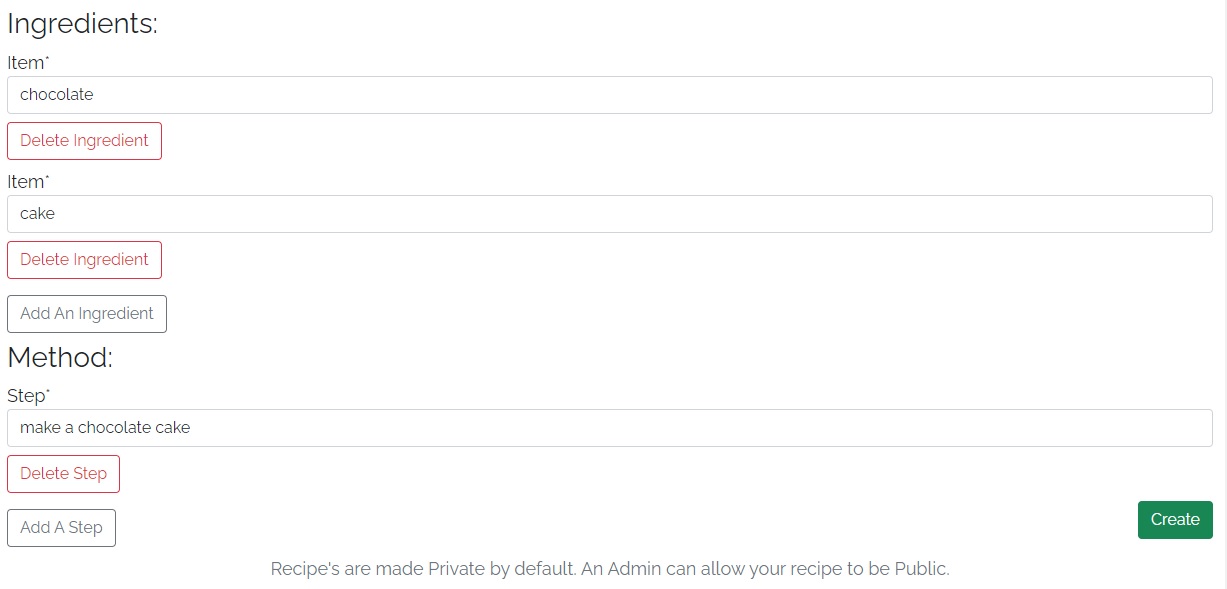 Ingredients:
Item*
chocolate
Delete Ingredient
Item*
cake
Delete Ingredient
Add An Ingredient
Method:
Step*
make a chocolate cake
Delete Step
Add A Step
Create
Recipe's are made Private by default. An Admin can allow your recipe to be Public.